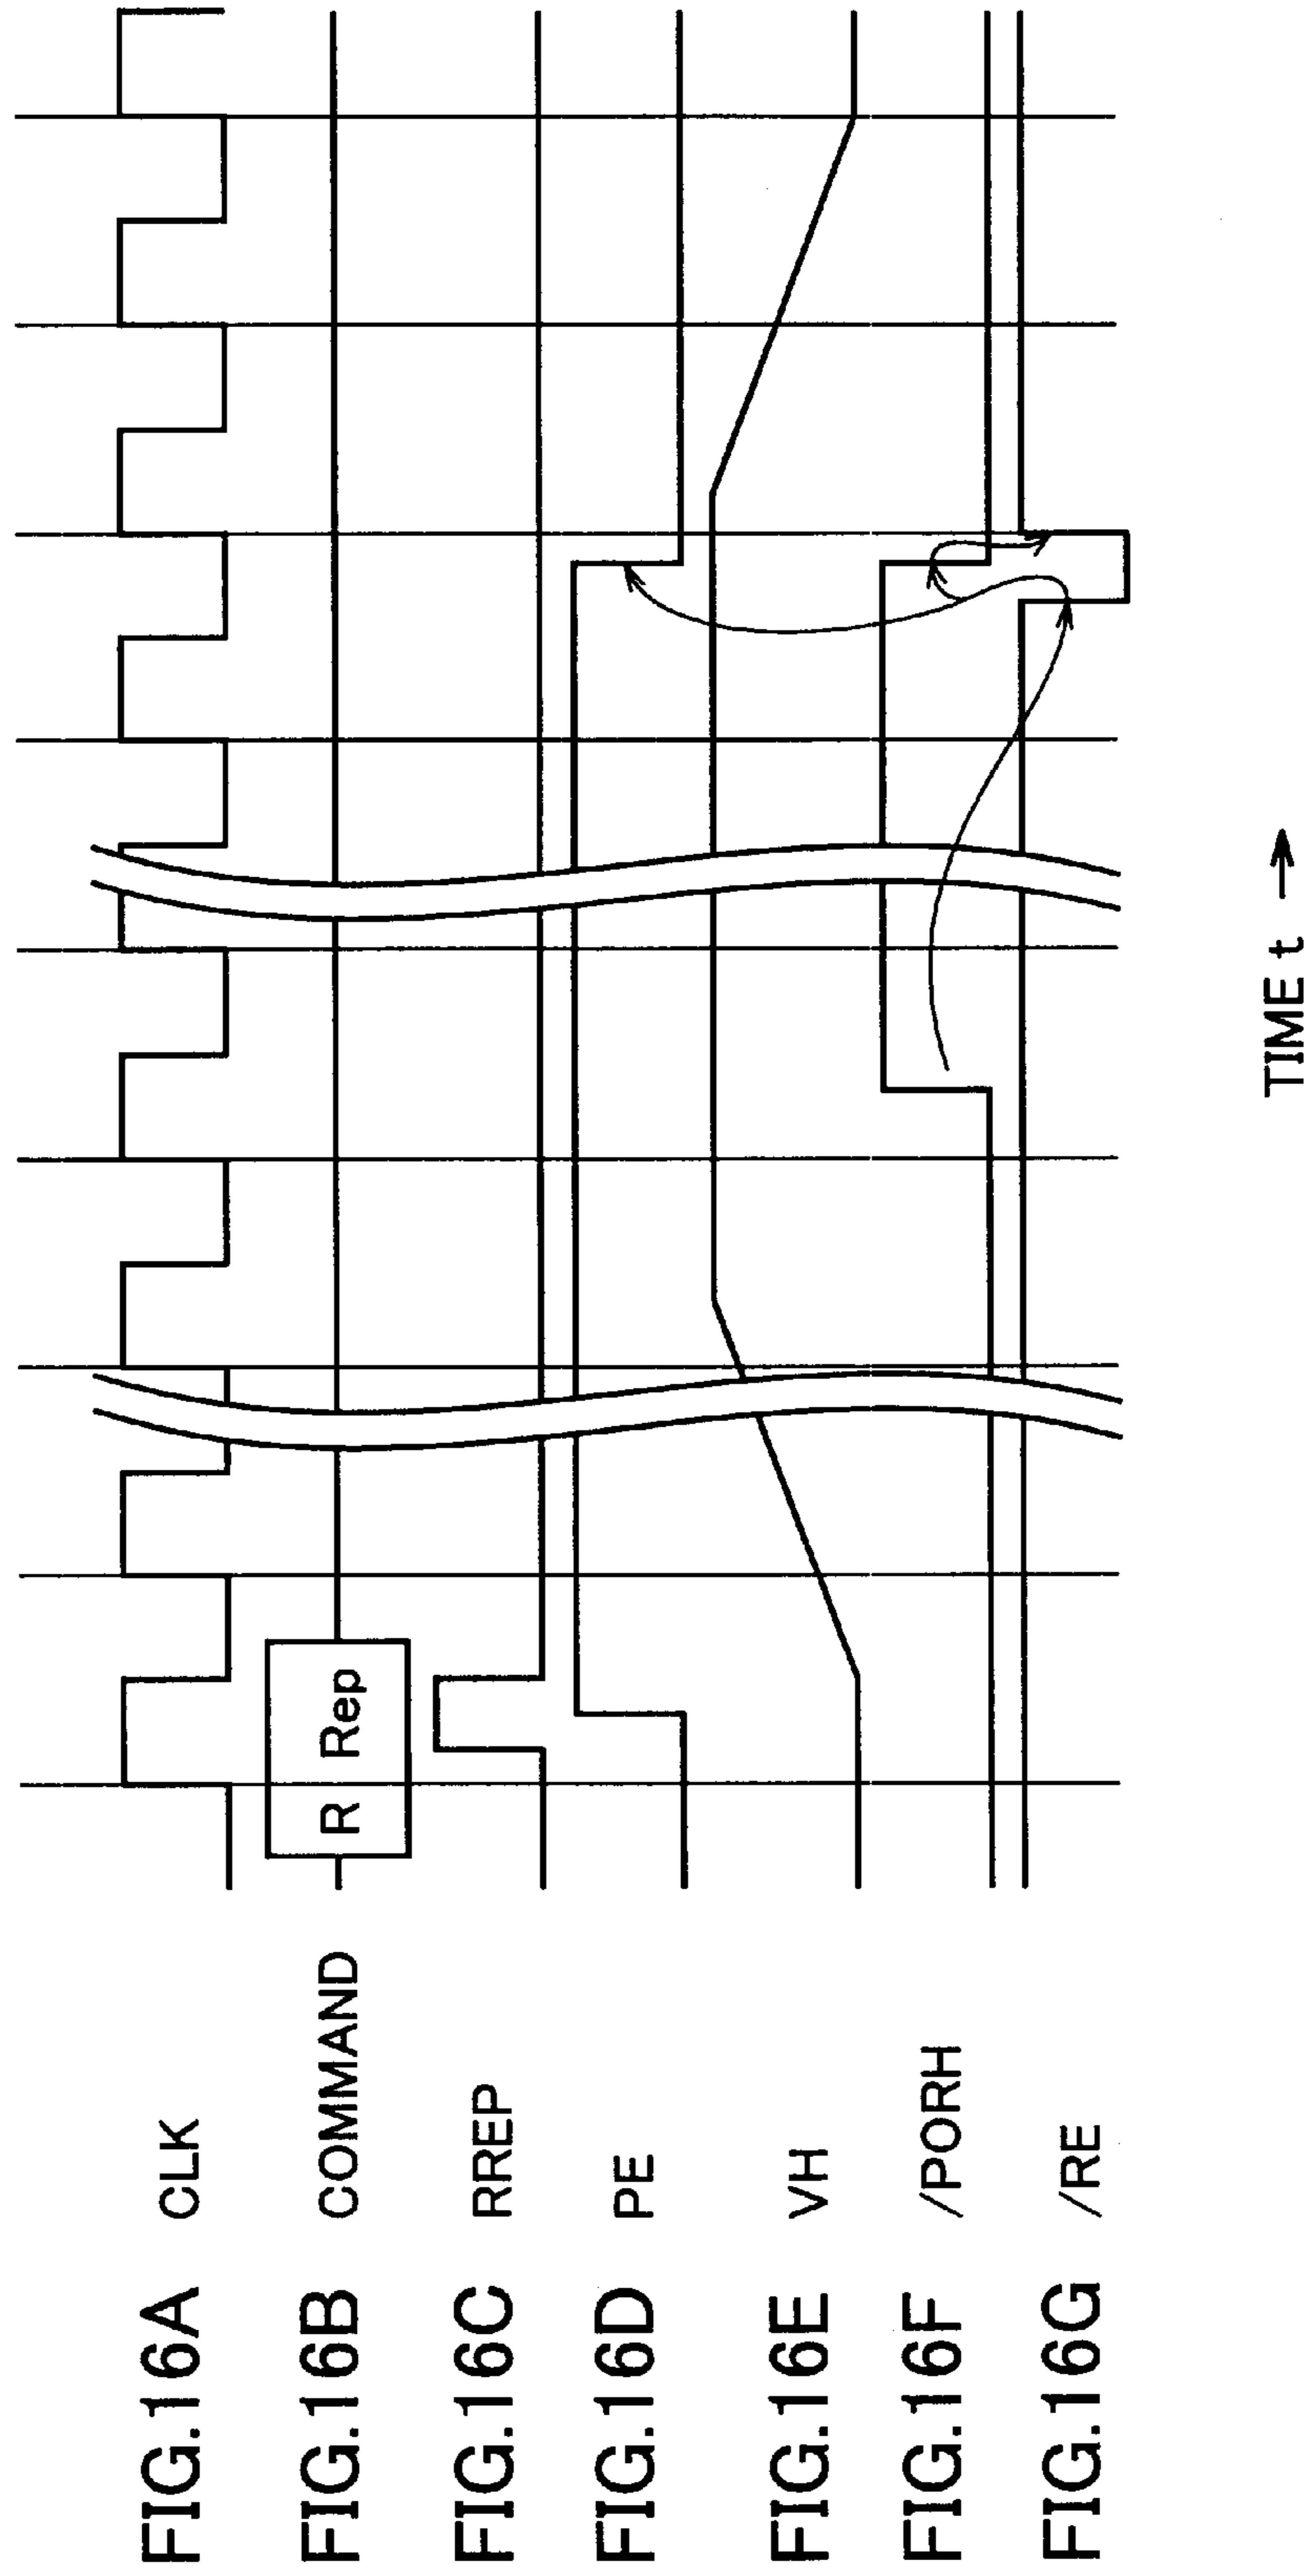 FIG.16A CLK
FIG.16B COMMAND
R Rep
FIG.16C RREP
FIG.16D PE
FIG.16E VH
FIG.16F /PORH
FIG.16G /RE
TIME t →